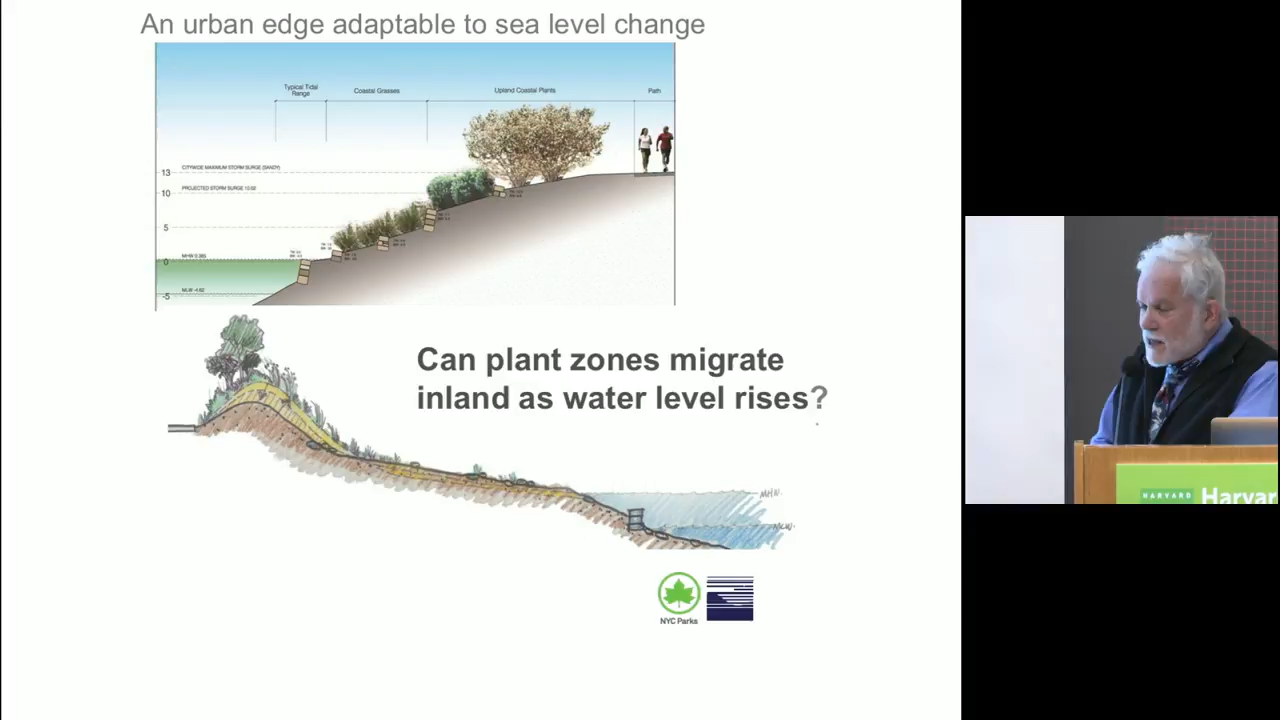 An urban edge adaptable to sea level change
Typical Tidal
Range
Coastal Grasses
Upland Coastal Plants
Path
CITYWIDE MAXIMUM STORM SURGE (SANDY)
13
PROJECTED STORM SURGE 10.02
10
5
MHW 0.385
0
MLW -4.62
-5
Can plant zones migrate
inland as water level rises?
MHW.
MLW.
NYC Parks
HARVARD Harvar